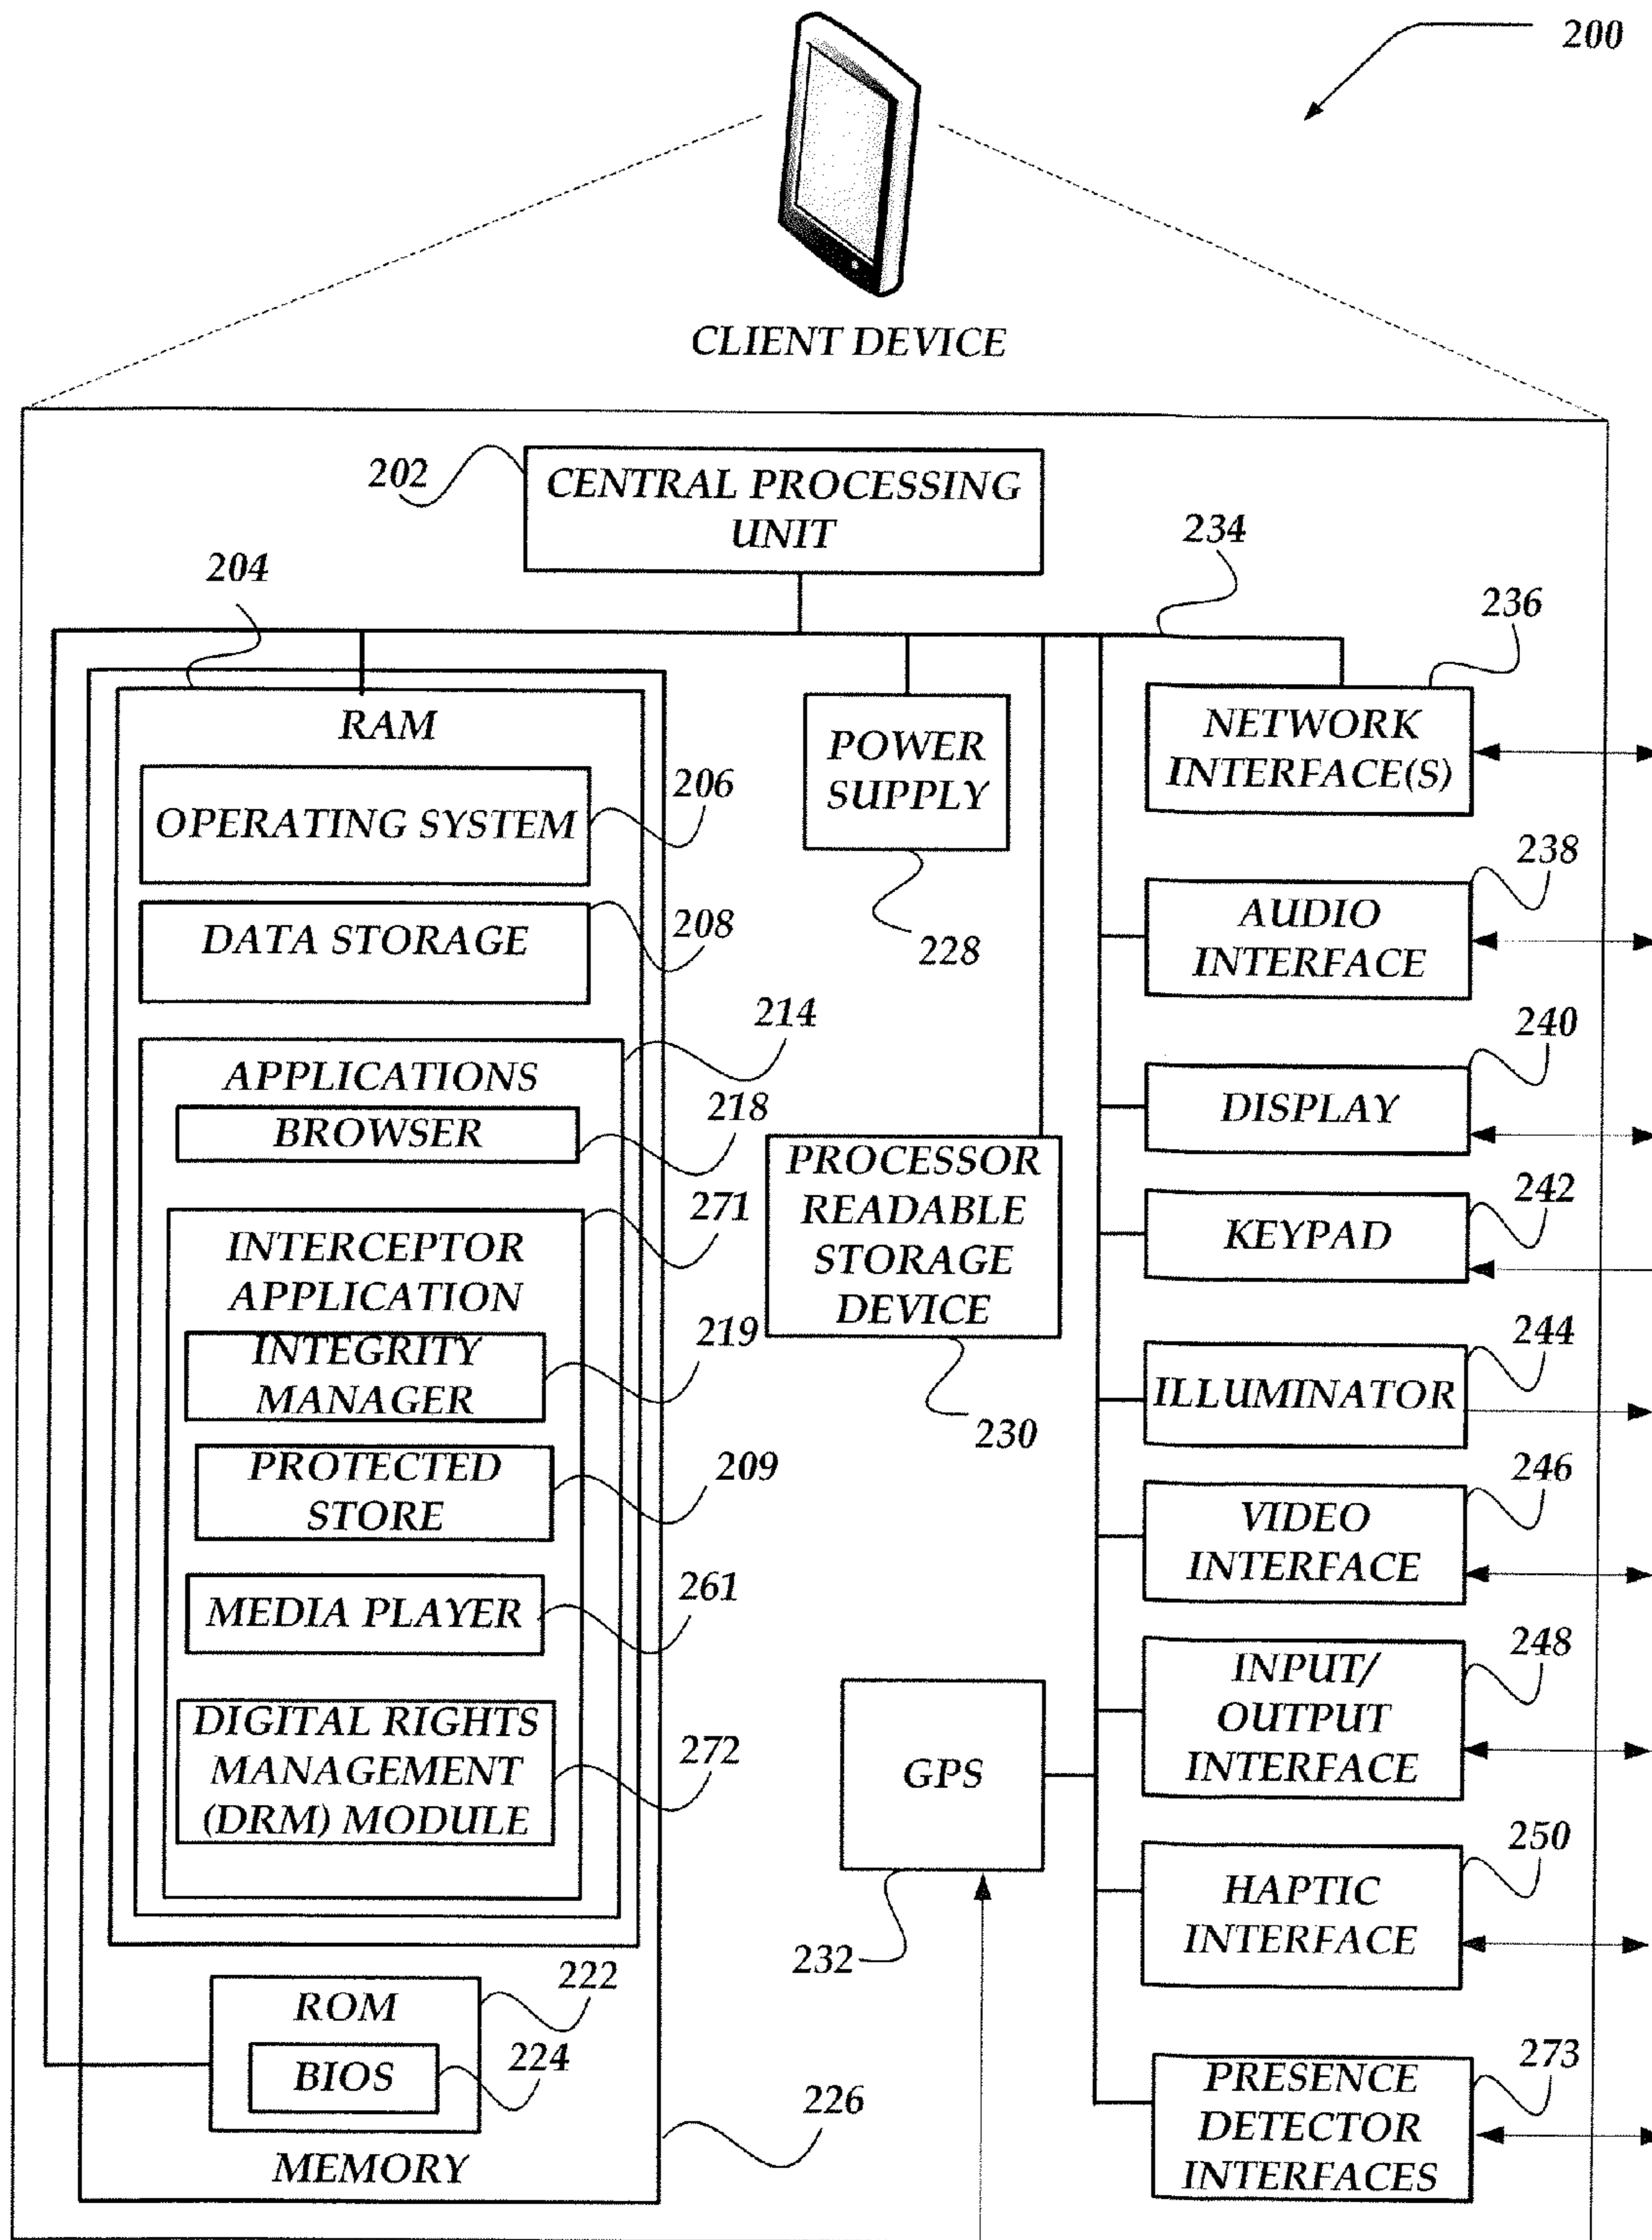 200
CLIENT DEVICE
202
CENTRAL PROCESSING
UNIT
234
204
236
RAM
OPERATING SYSTEM
206
DATA STORAGE
208
APPLICATIONS
214
BROWSER
218
INTERCEPTOR
APPLICATION
271
INTEGRITY
MANAGER
219
PROTECTED
STORE
209
MEDIA PLAYER
261
DIGITAL RIGHTS
MANAGEMENT
(DRM) MODULE
272
ROM
222
BIOS
224
MEMORY
226
POWER
SUPPLY
228
PROCESSOR
READABLE
STORAGE
DEVICE
230
GPS
232
NETWORK
INTERFACE(S)
238
AUDIO
INTERFACE
240
DISPLAY
242
KEYPAD
244
ILLUMINATOR
246
VIDEO
INTERFACE
248
INPUT/
OUTPUT
INTERFACE
250
HAPTIC
INTERFACE
273
PRESENCE
DETECTOR
INTERFACES